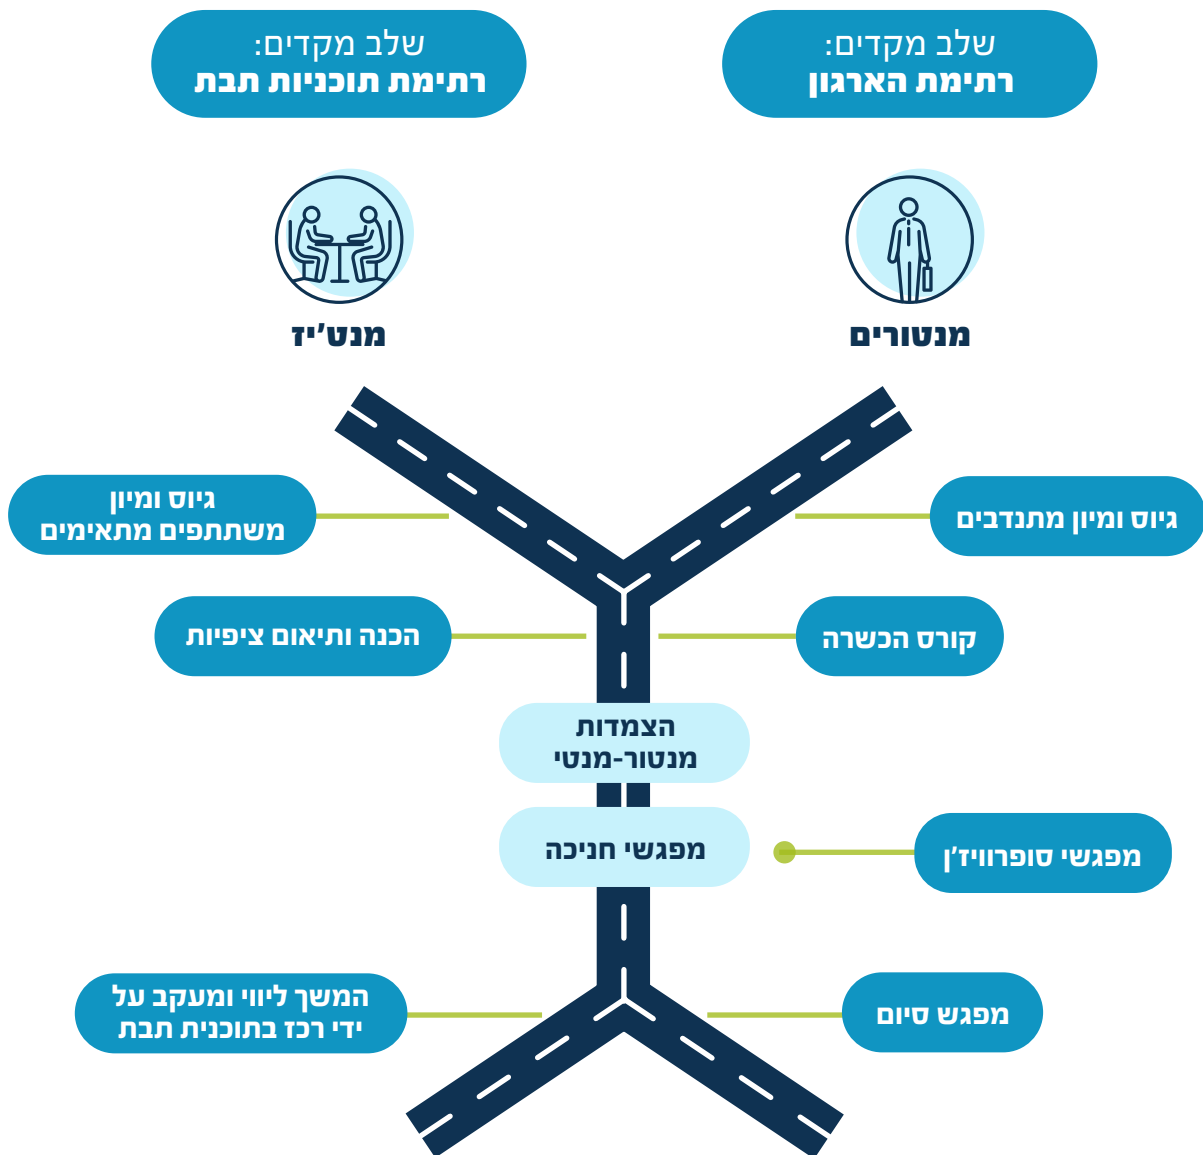 שלב מקדים:
רתימת הארגון
שלב מקדים:
רתימת תוכניות תבת
מנטורים
מנט'יז
גיוס ומיון מתנדבים
גיוס ומיון
משתתפים מתאימים
קורס הכשרה
הכנה ותיאום ציפיות
הצמדות
מנטור-מנטי
מפגשי חניכה
מפגשי סופרוויז'ן
מפגש סיום
המשך ליווי ומעקב על
ידי רכז בתוכנית תבת